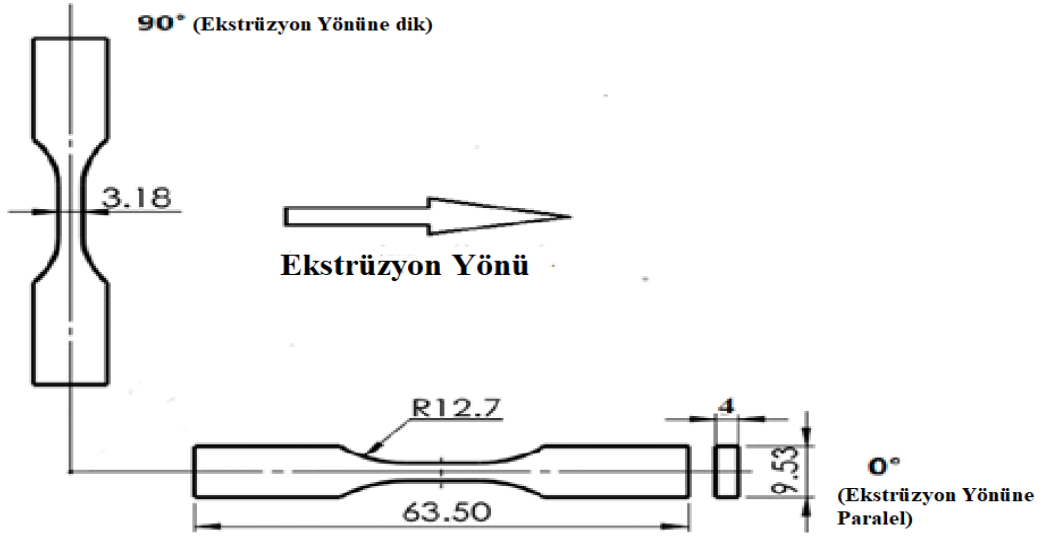 90° (Ekstrüzyon Yönüne dik)
3.18
Ekstrüzyon Yönü
R12.7
4
9.53
0°
(Ekstrüzyon Yönüne
Paralel)
63.50